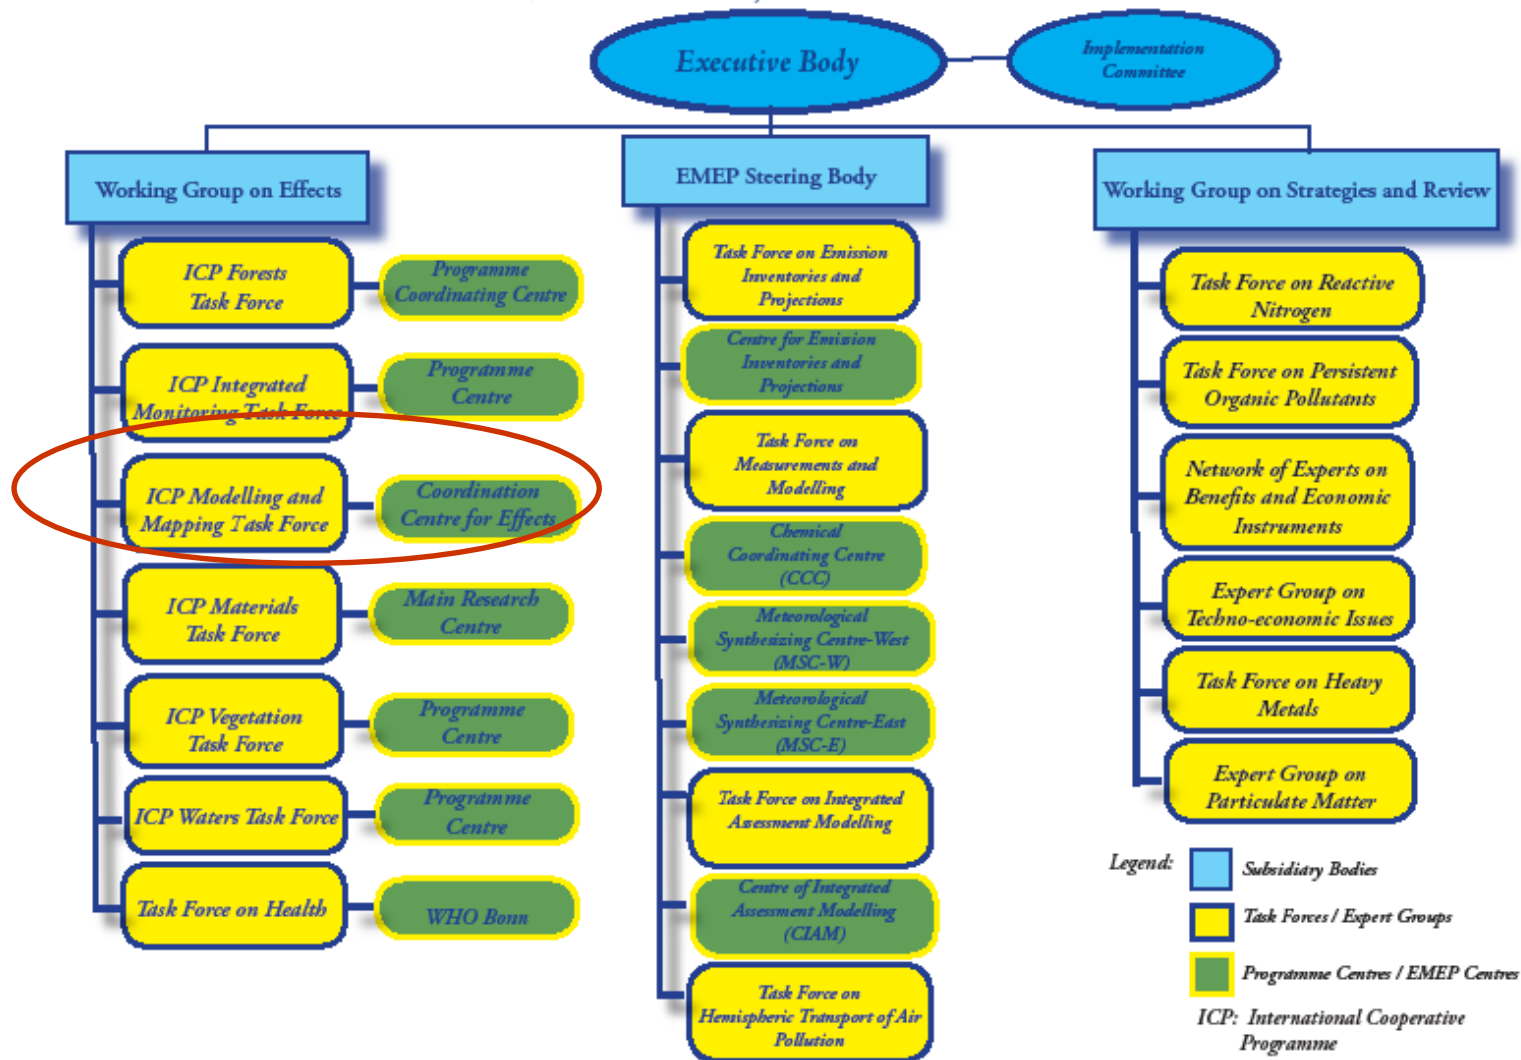 Executive Body
Implementation
Committee
Working Group on Effects
ICP Forests
Task Force
Programme
Coordinating Centre
ICP Integrated
Monitoring Task Force
Programme
Centre
ICP Modelling and
Mapping Task Force
Coordination
Centre for Effects
ICP Materials
Task Force
Main Research
Centre
ICP Vegetation
Task Force
Programme
Centre
ICP Waters Task Force
Programme
Centre
Task Force on Health
WHO Bonn
EMEP Steering Body
Task Force on Emission
Inventories and
Projections
Centre for Emission
Inventories and
Projections
Task Force on
Measurements and
Modelling
Chemical
Coordinating Centre
(CCC)
Meteorological
Synthesizing Centre-West
(MSC-W)
Meteorological
Synthesizing Centre-East
(MSC-E)
Task Force on Integrated
Assessment Modelling
Centre of Integrated
Assessment Modelling
(CIAM)
Task Force on
Hemispheric Transport of Air
Pollution
Working Group on Strategies and Review
Task Force on Reactive
Nitrogen
Task Force on Persistent
Organic Pollutants
Network of Experts on
Benefits and Economic
Instruments
Expert Group on
Techno-economic Issues
Task Force on Heavy
Metals
Expert Group on
Particulate Matter
Legend:
Subsidiary Bodies
Task Forces / Expert Groups
Programme Centres / EMEP Centres
ICP: International Cooperative
Programme